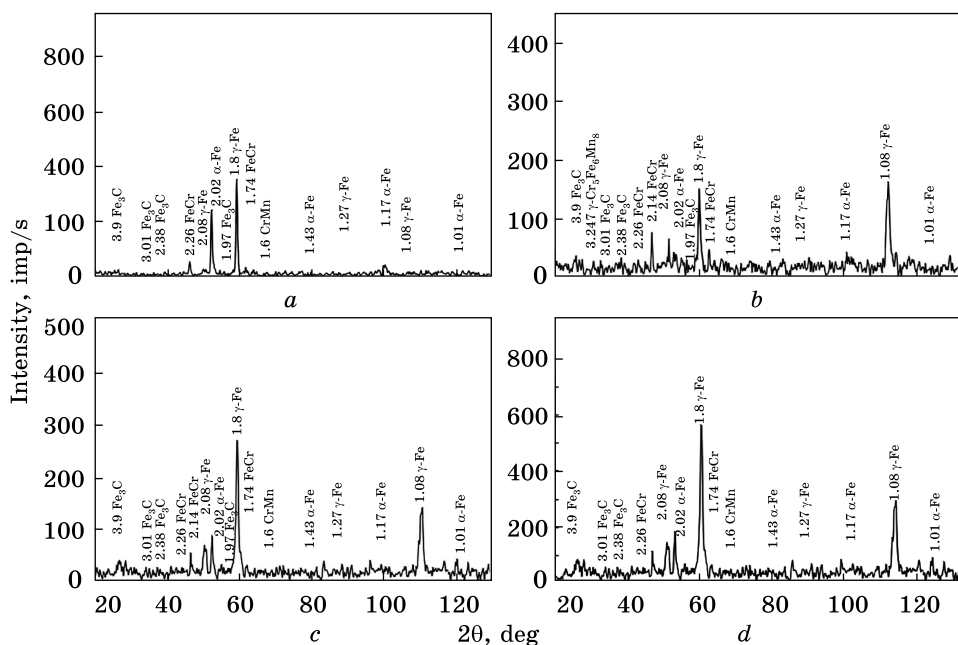 Intensity, imp/s
800
600
400
200
100
0
3.9 Fe₃C
3.01 Fe₃C
2.38 Fe₃C
2.26 FeCr
2.08 γ-Fe
2.02 α-Fe
1.97 Fe₃C
1.8 γ-Fe
1.74 FeCr
1.6 CrMn
1.43 α-Fe
1.27 γ-Fe
1.17 α-Fe
1.08 γ-Fe
1.01 α-Fe
a
400
300
200
100
0
3.9 Fe₃C
3.247 γ-Cr₅Fe₆Mn₈
3.01 Fe₃C
2.38 Fe₃C
2.26 FeCr
2.14 FeCr
2.08 γ-Fe
2.02 α-Fe
1.97 Fe₃C
1.8 γ-Fe
1.74 FeCr
1.6 CrMn
1.43 α-Fe
1.27 γ-Fe
1.17 α-Fe
1.08 γ-Fe
1.01 α-Fe
b
500
400
300
200
100
0
3.9 Fe₃C
3.01 Fe₃C
2.38 Fe₃C
2.26 FeCr
2.14 FeCr
2.08 γ-Fe
2.02 α-Fe
1.97 Fe₃C
1.8 γ-Fe
1.74 FeCr
1.6 CrMn
1.43 α-Fe
1.27 γ-Fe
1.17 α-Fe
1.08 γ-Fe
1.01 α-Fe
20 40 60 80 100 120
c
800
600
400
200
0
3.9 Fe₃C
3.01 Fe₃C
2.38 Fe₃C
2.26 FeCr
2.08 γ-Fe
2.02 α-Fe
1.8 γ-Fe
1.74 FeCr
1.6 CrMn
1.43 α-Fe
1.27 γ-Fe
1.17 α-Fe
1.08 γ-Fe
1.01 α-Fe
20 40 60 80 100 120
d
2θ, deg